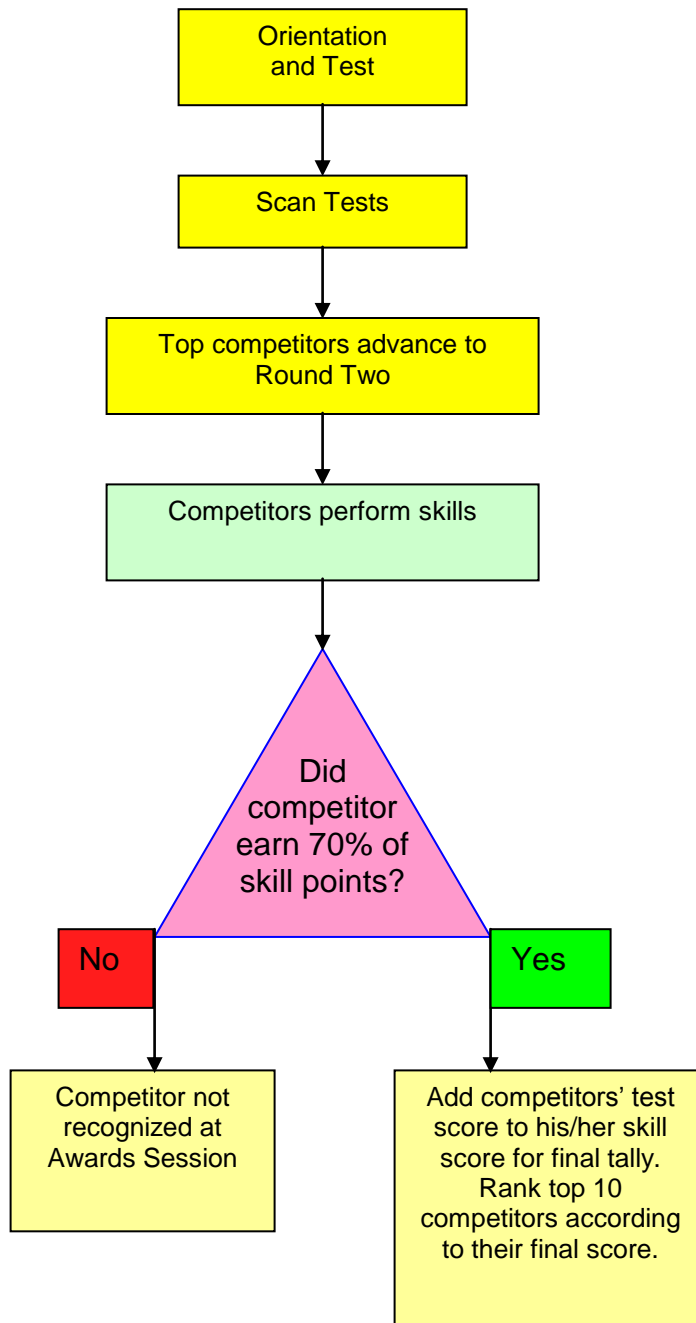 Orientation
and Test
Scan Tests
Top competitors advance to
Round Two
Competitors perform skills
Did
competitor
earn 70% of
skill points?
No
Yes
Competitor not
recognized at
Awards Session
Add competitors’ test
score to his/her skill
score for final tally.
Rank top 10
competitors according
to their final score.